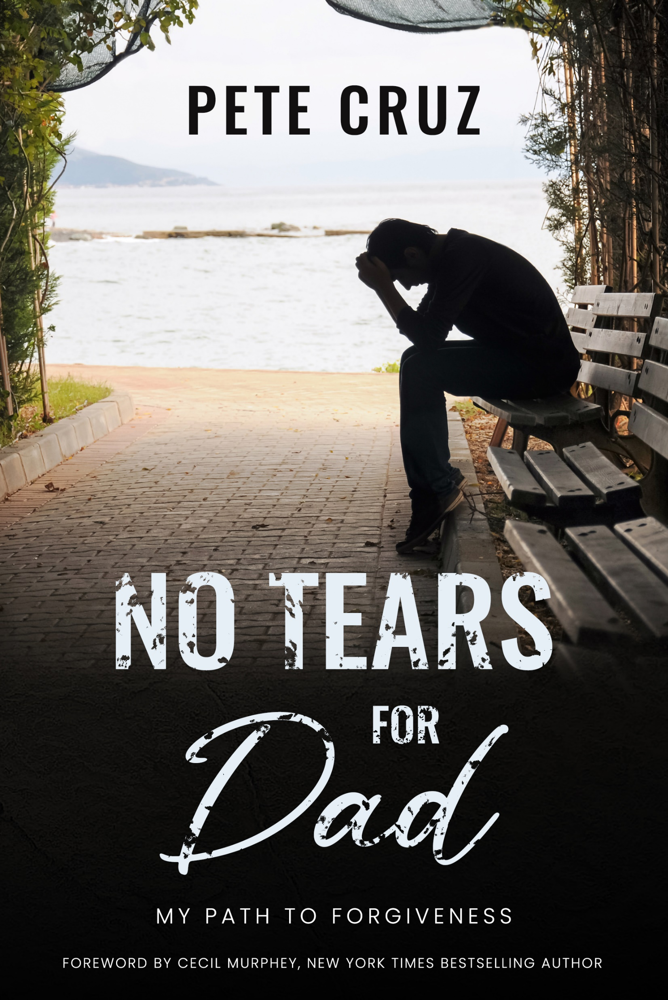 PETE CRUZ
NO TEARS
FOR
Dad
MY PATH TO FORGIVENESS
FOREWORD BY CECIL MURPHEY, NEW YORK TIMES BESTSELLING AUTHOR